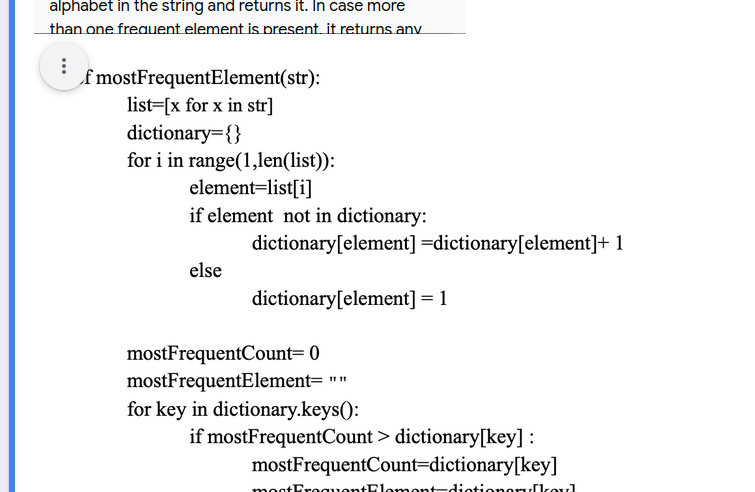 alphabet in the string and returns it. In case more
than one frequent element is present, it returns any
f mostFrequentElement(str):
list=[x for x in str]
dictionary={}
for i in range(1,len(list)):
element=list[i]
if element not in dictionary:
dictionary[element] =dictionary[element]+ 1
else
dictionary[element] = 1
mostFrequentCount= 0
mostFrequentElement= ""
for key in dictionary.keys():
if mostFrequentCount > dictionary[key] :
mostFrequentCount=dictionary[key]
mostFrequentElement=dictionary[key]